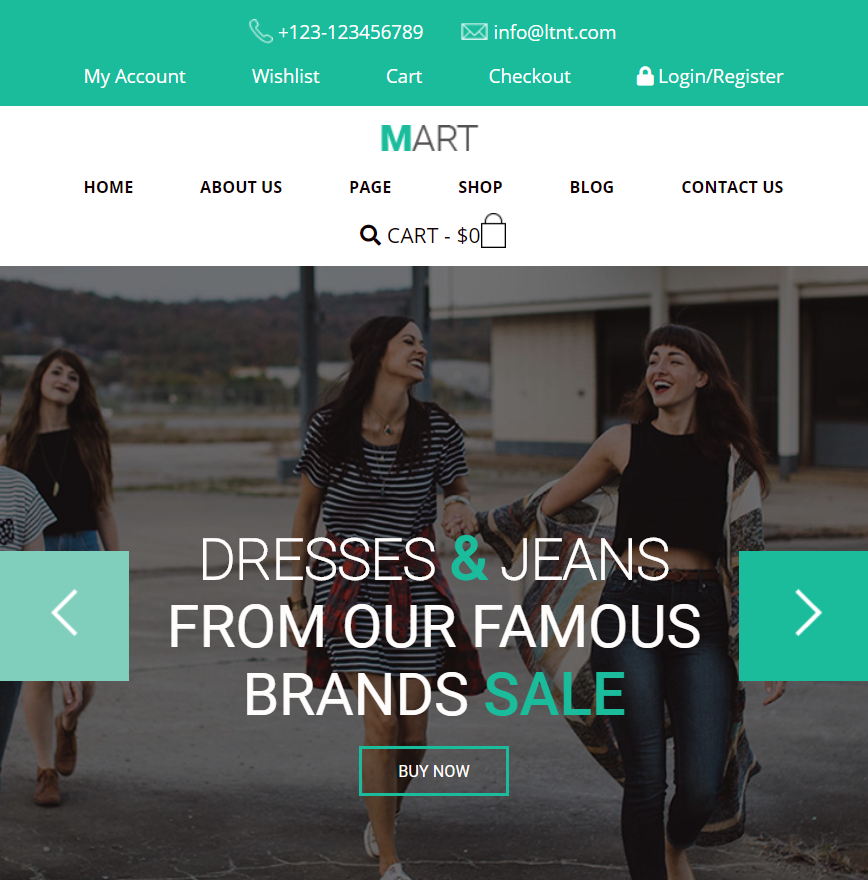 +123-123456789 info@ltnt.com
My Account Wishlist Cart Checkout Login/Register
MART
HOME ABOUT US PAGE SHOP BLOG CONTACT US
CART - $0
DRESSES & JEANS
FROM OUR FAMOUS
BRANDS SALE
BUY NOW